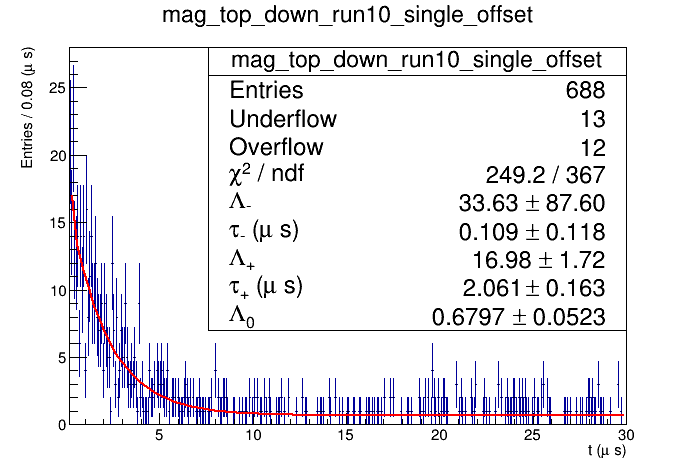 mag_top_down_run10_single_offset
Entries / 0.08 (μ s)
mag_top_down_run10_single_offset
Entries 688
Underflow 13
Overflow 12
χ² / ndf 249.2 / 367
Λ₋ 33.63 ± 87.60
τ₋ (μ s) 0.109 ± 0.118
Λ₊ 16.98 ± 1.72
τ₊ (μ s) 2.061 ± 0.163
Λ₀ 0.6797 ± 0.0523
25
20
15
10
5
0
5 10 15 20 25 30
t (μ s)